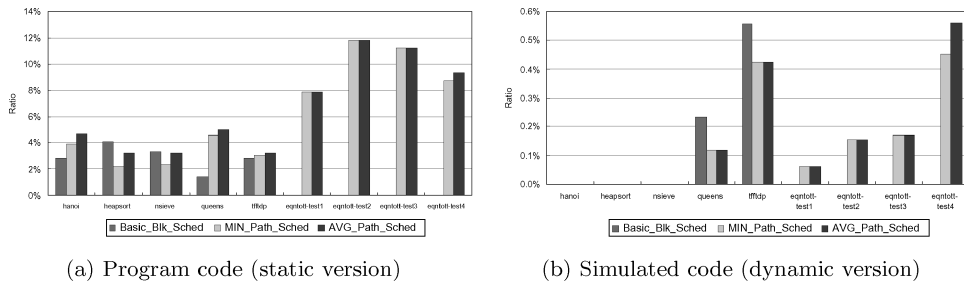 14%
12%
10%
8%
6%
4%
2%
0%
Ratio
hanoi heapsort nsieve queens tfftdp eqntott-test1 eqntott-test2 eqntott-test3 eqntott-test4
Basic_Blk_Sched MIN_Path_Sched AVG_Path_Sched
(a) Program code (static version)
0.6%
0.5%
0.4%
0.3%
0.2%
0.1%
0.0%
Ratio
hanoi heapsort nsieve queens tfftdp eqntott- eqntott- eqntott- eqntott-
test1 test2 test3 test4
Basic_Blk_Sched MIN_Path_Sched AVG_Path_Sched
(b) Simulated code (dynamic version)